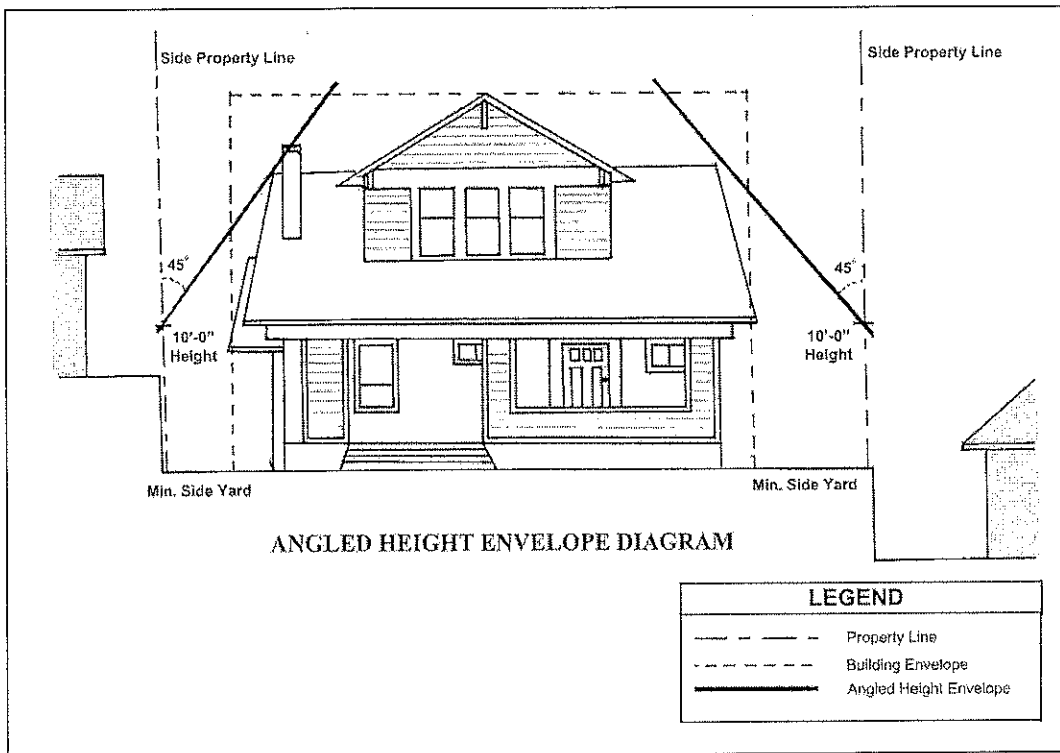 Side Property Line
Side Property Line
45°
45°
10'-0"
Height
10'-0"
Height
Min. Side Yard
Min. Side Yard
ANGLED HEIGHT ENVELOPE DIAGRAM
LEGEND
Property Line
Building Envelope
Angled Height Envelope